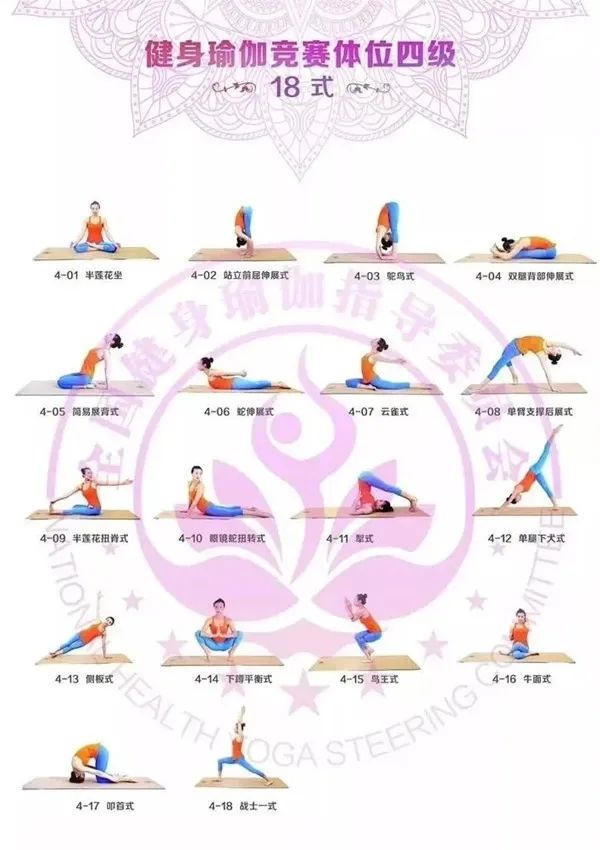 健身瑜伽竞赛体位四级
18 式
4-01 半莲花坐
4-02 站立前屈伸展式
4-03 鸵鸟式
4-04 双腿背部伸展式
4-05 简易展背式
4-06 蛇伸展式
4-07 云雀式
4-08 单臂支撑后展式
4-09 半莲花扭脊式
4-10 眼镜蛇扭转式
4-11 犁式
4-12 单腿下犬式
4-13 侧板式
4-14 下蹲平衡式
4-15 鸟王式
4-16 牛面式
4-17 叩首式
4-18 战士一式
全国健身瑜伽指导委员会
NATIONAL HEALTH YOGA STEERING COMMITTEE